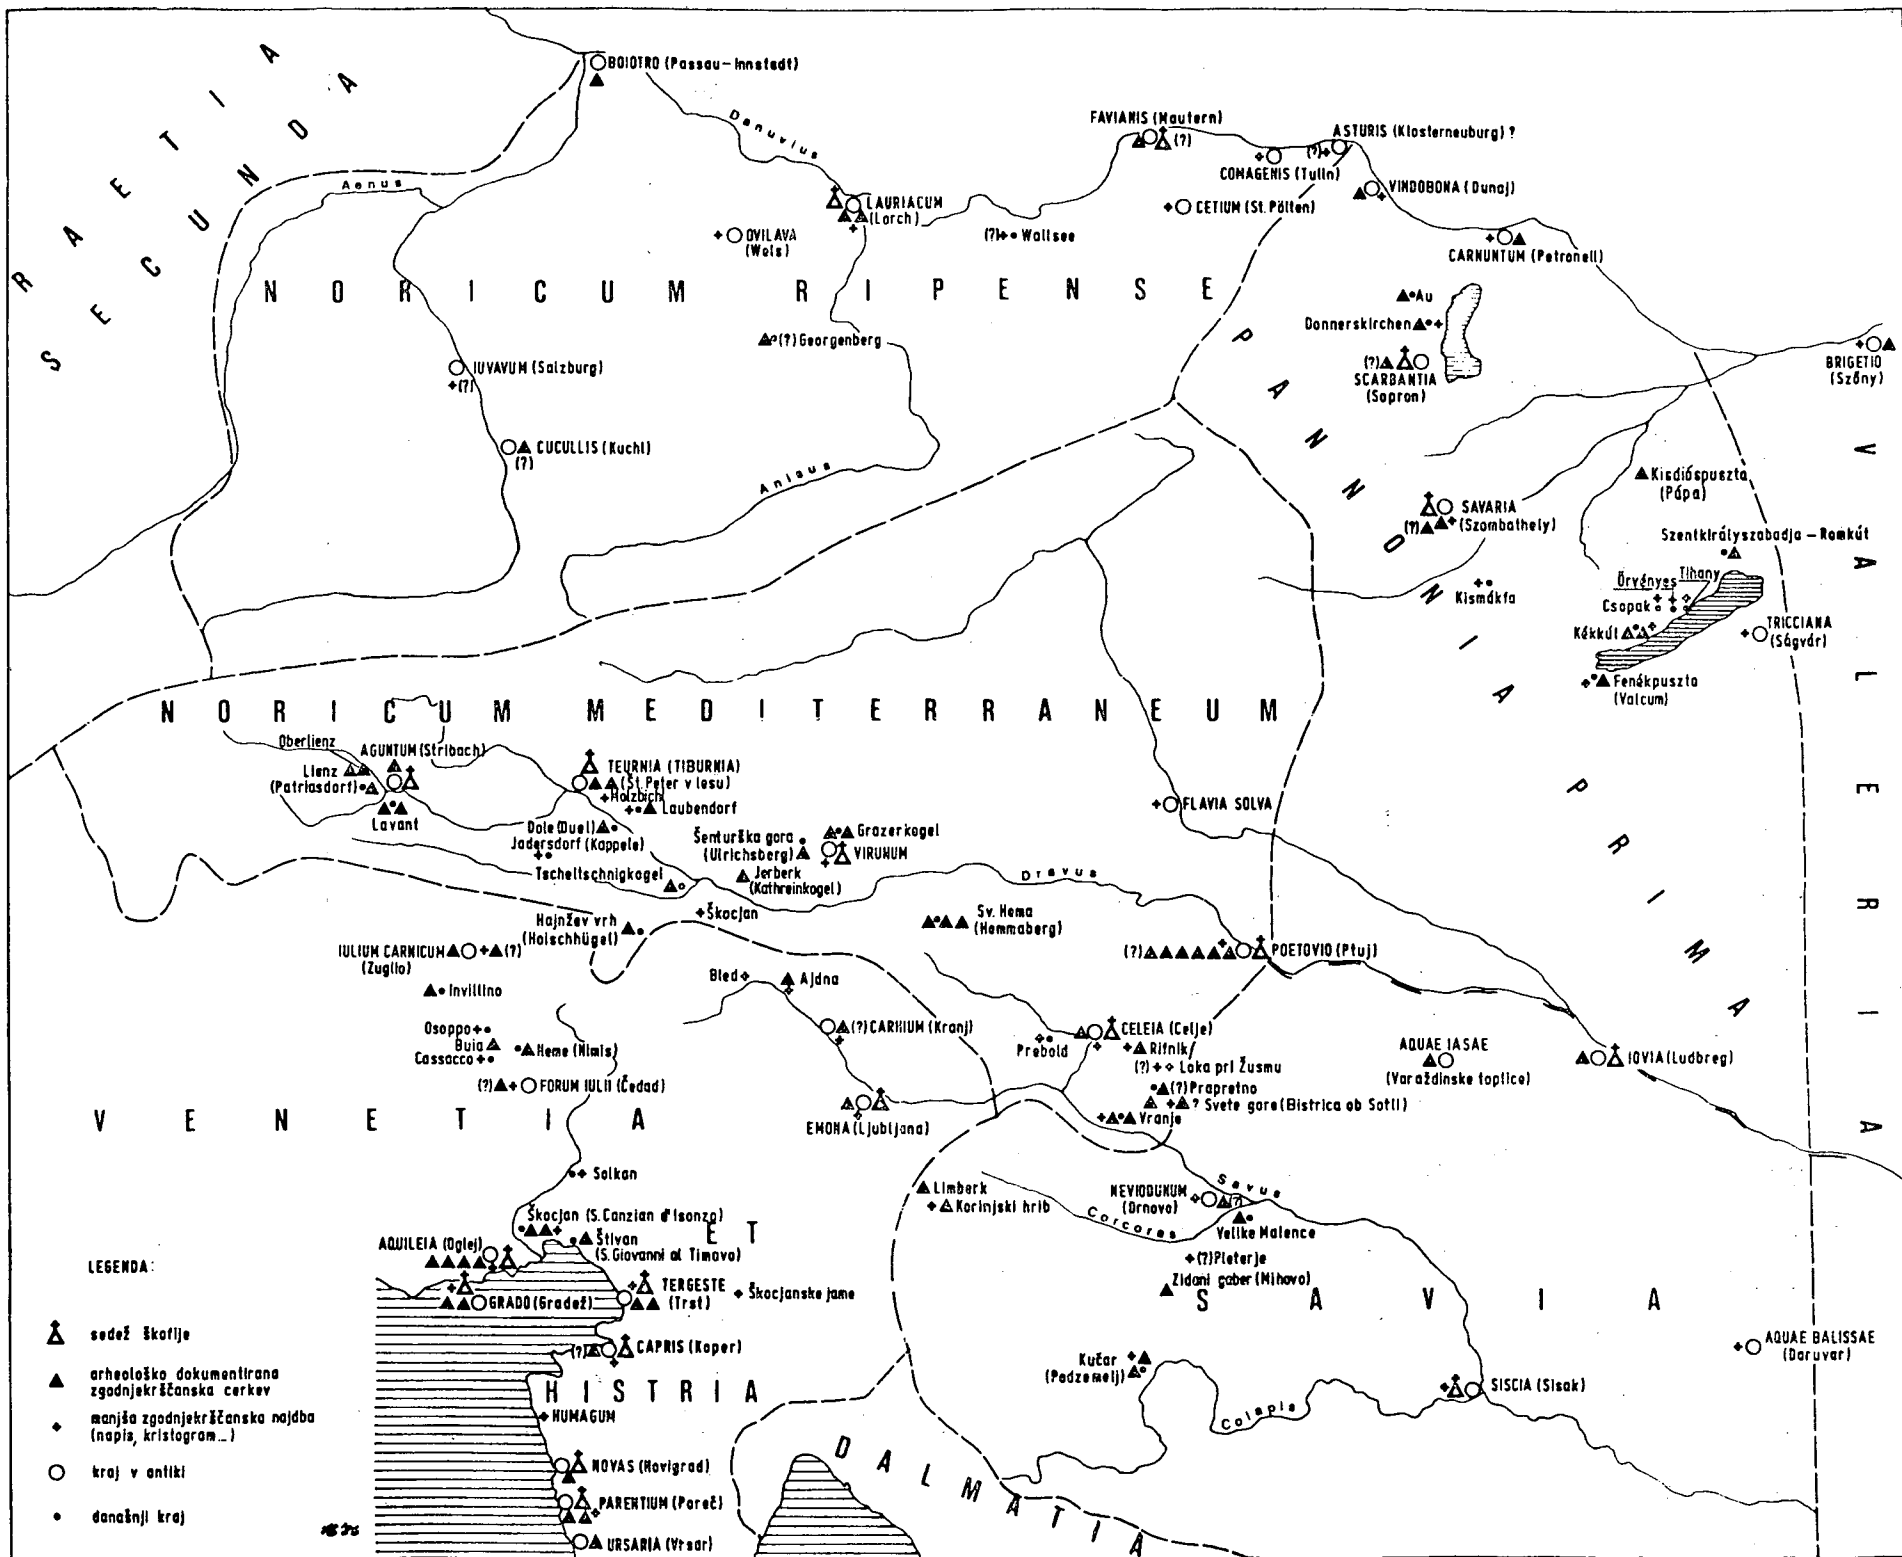 RAETIA
SECUNDA
BOIOTRO (Passau-Innstadt)
Danuvius
Aenus
FAVIANIS (Mautern)
(?)
ASTURIS (Klosterneuburg) ?
(?)
COMAGENIS (Tulln)
VINDOBONA (Dunaj)
CETIUM (St. Pölten)
LAURIACUM
(Lorch)
OVILAVA
(Wels)
(?) Wallsee
CARNUNTUM (Petronell)
NORICUM RIPENSE
Au
Donnerskirchen
(?)
SCARBANTIA
(Sopron)
BRIGETIO
(Szőny)
(?) Georgenberg
IUVAVUM (Salzburg)
(?)
CUCULLIS (Kuchl)
(?)
Anisus
PANNONIA PRIMA
VALERIA
Kisdióspuszta
(Pápa)
SAVARIA
(?) (Szombathely)
Szentkirályszabadja - Romkút
Örvényes
Tihany
Csopak
Kismákfa
Kékkút
TRICCIANA
(Ságvár)
Fenékpuszta
(Valcum)
NORICUM MEDITERRANEUM
Oberlienz
AGUNTUM (Stribach)
Lienz
(Patriasdorf)
Lavant
TEURNIA (TIBURNIA)
(Št. Peter v lesu)
Holzbichl
Laubendorf
Dole (Duel)
Jadersdorf (Kappele)
Tscheltschnigkogel
Šenturška gora
(Ulrichsberg)
Grazerkogel
VIRUNUM
Jerberk
(Kathreinkogel)
FLAVIA SOLVA
Dravus
Škocjan
Hajnžev vrh
(Hoischhügel)
Sv. Hema
(Hemmaberg)
IULIUM CARNICUM (?)
(Zuglio)
(?) POETOVIO (Ptuj)
Invillino
Bled
Ajdna
Osoppo
Buia
Cassacco
Neme (Nimis)
(?) CARNIUM (Kranj)
CELEIA (Celje)
Prebold
Rifnik
(?) Loka pri Žusmu
(?) Prapretno
? Svete gore (Bistrica ob Sotli)
Vranje
AQUAE IASAE
(Varaždinske toplice)
IOVIA (Ludbreg)
(?) FORUM IULII (Čedad)
VENETIA
EMONA (Ljubljana)
Solkan
Savus
Limberk
Korinjski hrib
NEVIODUNUM
(Drnovo)
(?)
Corcores
Velike Malence
(?) Pleterje
Zidani gaber (Mihovo)
Škocjan (S. Canzian d'Isonzo)
ET
Štivan
(S. Giovanni al Timavo)
AQUILEIA (Oglej)
GRADO (Gradež)
TERGESTE
(Trst)
Škocjanske jame
SAVIA
(?) CAPRIS (Koper)
HISTRIA
HUMAGUM
Kučar
(Podzemelj)
AQUAE BALISSAE
(Daruvar)
SISCIA (Sisak)
Colapis
NOVAS (Novigrad)
PARENTIUM (Poreč)
URSARIA (Vrsar)
DALMATIA
LEGENDA:
sedež škofije
arheološko dokumentirana
zgodnjekrščanska cerkev
manjša zgodnjekrščanska najdba
(napis, kristogram...)
kraj v antiki
današnji kraj